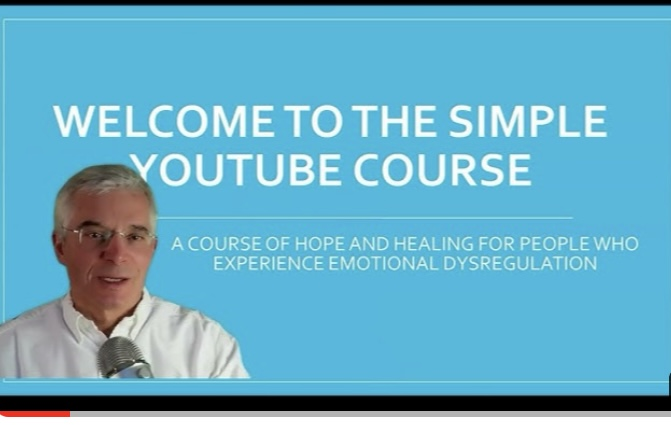 WELCOME TO THE SIMPLE
YOUTUBE COURSE
A COURSE OF HOPE AND HEALING FOR PEOPLE WHO
EXPERIENCE EMOTIONAL DYSREGULATION